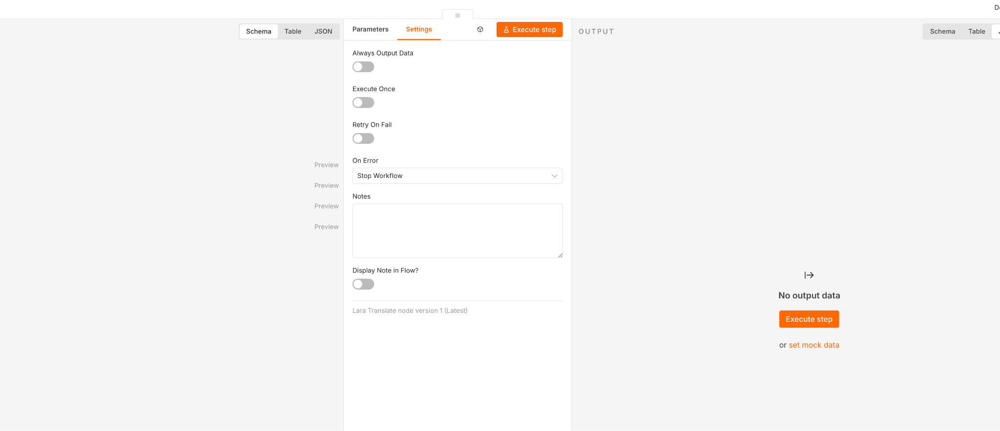 Schema
Table
JSON
Preview
Preview
Preview
Preview
Parameters
Settings
Execute step
Always Output Data
Execute Once
Retry On Fail
On Error
Stop Workflow
Notes
Display Note in Flow?
Lara Translate node version 1 (Latest)
OUTPUT
Schema
Table
No output data
Execute step
or set mock data